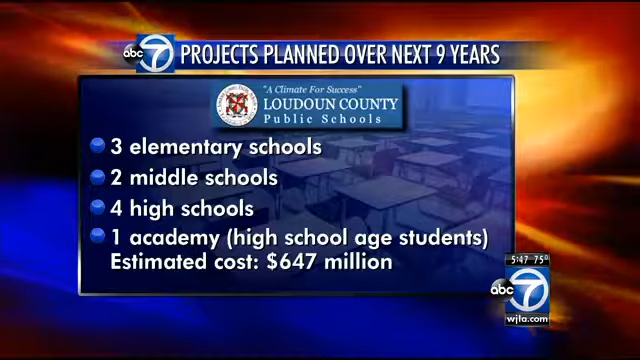 abc 7 PROJECTS PLANNED OVER NEXT 9 YEARS
"A Climate For Success"
LOUDOUN COUNTY
Public Schools
3 elementary schools
2 middle schools
4 high schools
1 academy (high school age students)
Estimated cost: $647 million
5:47 75°
abc 7
wjla.com